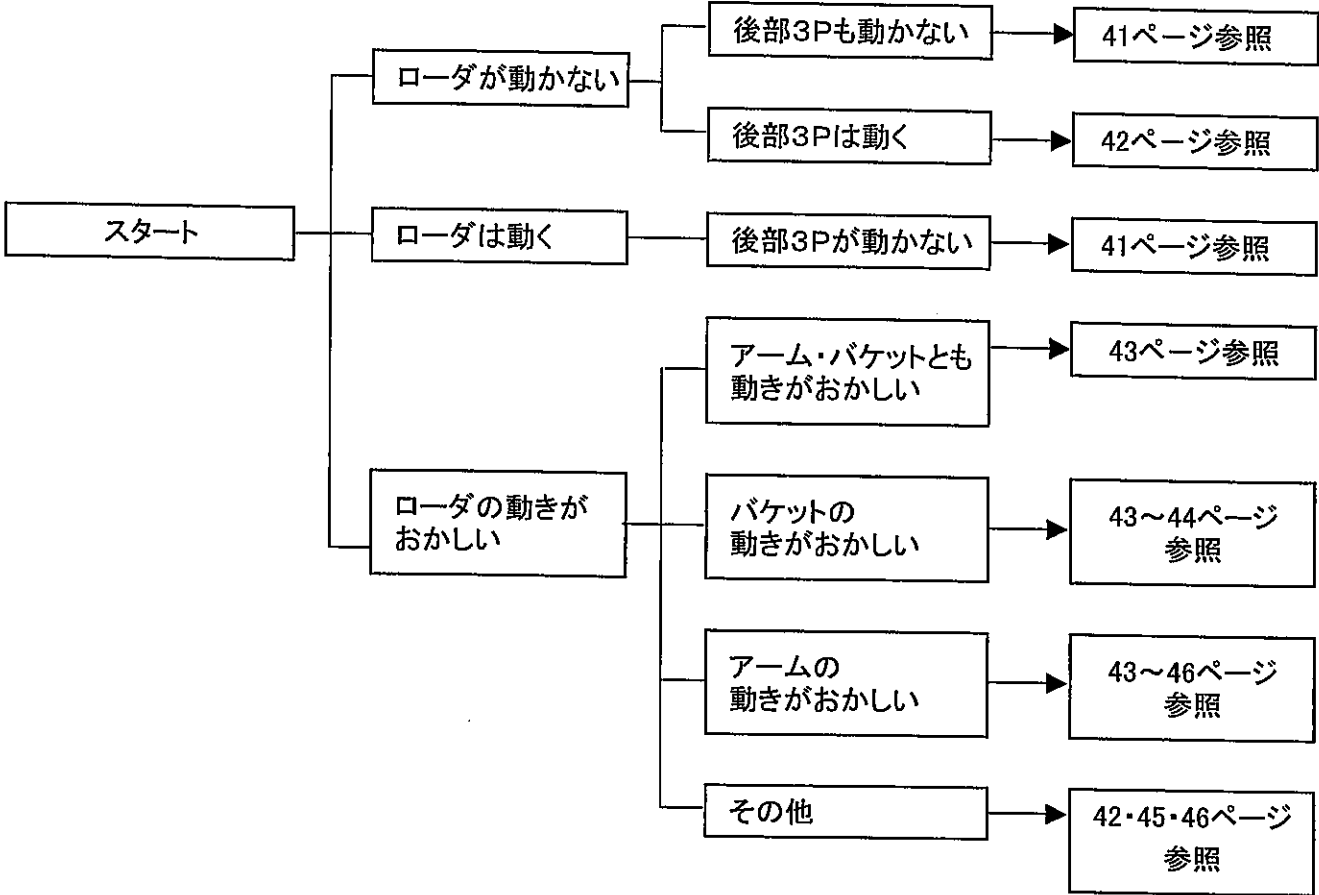 後部3Pも動かない
41ページ参照
ローダが動かない
後部3Pは動く
42ページ参照
スタート
ローダは動く
後部3Pが動かない
41ページ参照
アーム・バケットとも
動きがおかしい
43ページ参照
ローダの動きが
おかしい
バケットの
動きがおかしい
43〜44ページ
参照
アームの
動きがおかしい
43〜46ページ
参照
その他
42・45・46ページ
参照